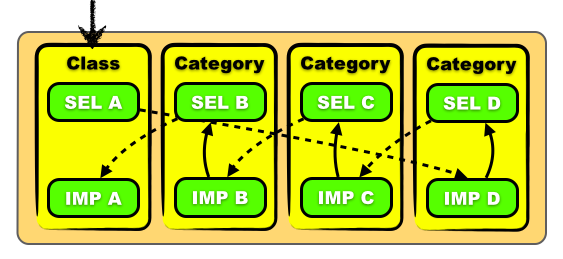 Class
Category
Category
Category
SEL A
SEL B
SEL C
SEL D
IMP A
IMP B
IMP C
IMP D